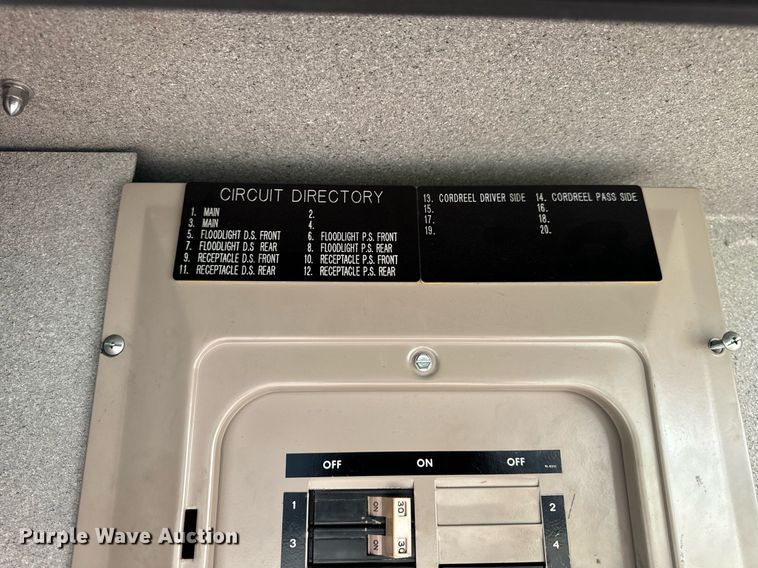 CIRCUIT DIRECTORY
1. MAIN 2.
3. MAIN 4.
5. FLOODLIGHT D.S. FRONT 6. FLOODLIGHT P.S. FRONT
7. FLOODLIGHT D.S REAR 8. FLOODLIGHT P.S. REAR
9. RECEPTACLE D.S. FRONT 10. RECEPTACLE P.S. FRONT
11. RECEPTACLE D.S. REAR 12. RECEPTACLE P.S. REAR
13. CORDREEL DRIVER SIDE 14. CORDREEL PASS SIDE
15. 16.
17. 18.
19. 20.
OFF ON OFF
1 ON 30 2
3 ON 30 4
Purple Wave Auction